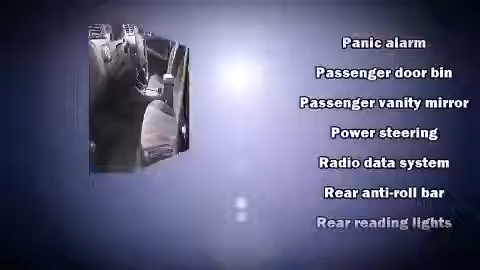 Panic alarm
Passenger door bin
Passenger vanity mirror
Power steering
Radio data system
Rear anti-roll bar
Rear reading lights